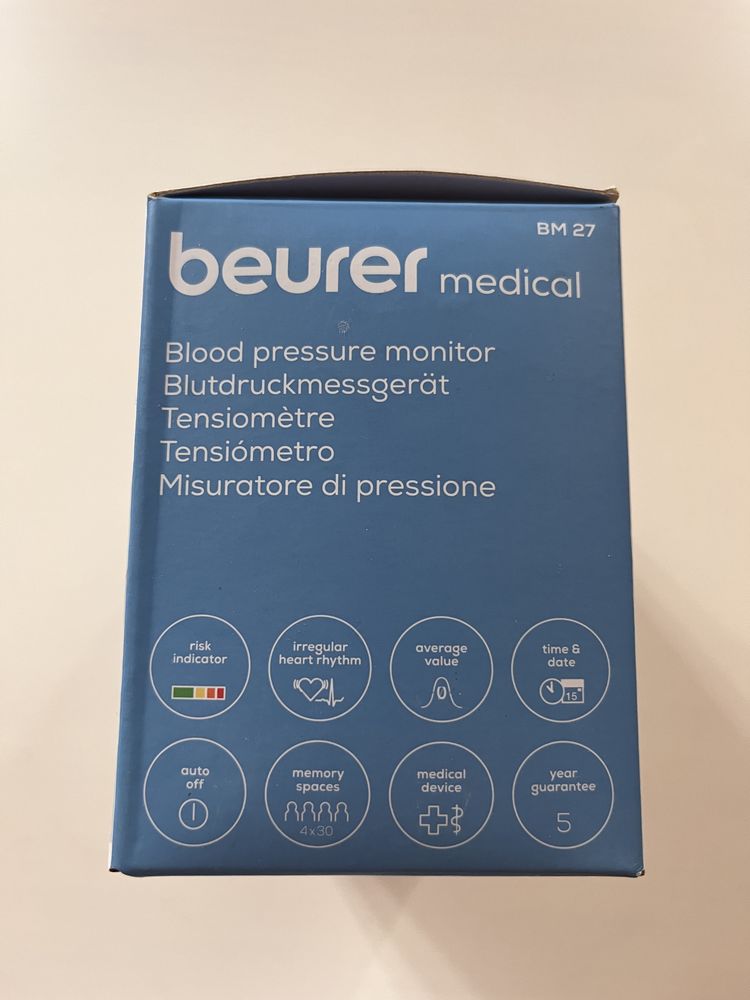 BM 27
beurer medical
Blood pressure monitor
Blutdruckmessgerät
Tensiomètre
Tensiómetro
Misuratore di pressione
risk
indicator
irregular
heart rhythm
average
value
Ø
time &
date
15
auto
off
memory
spaces
4x30
medical
device
year
guarantee
5